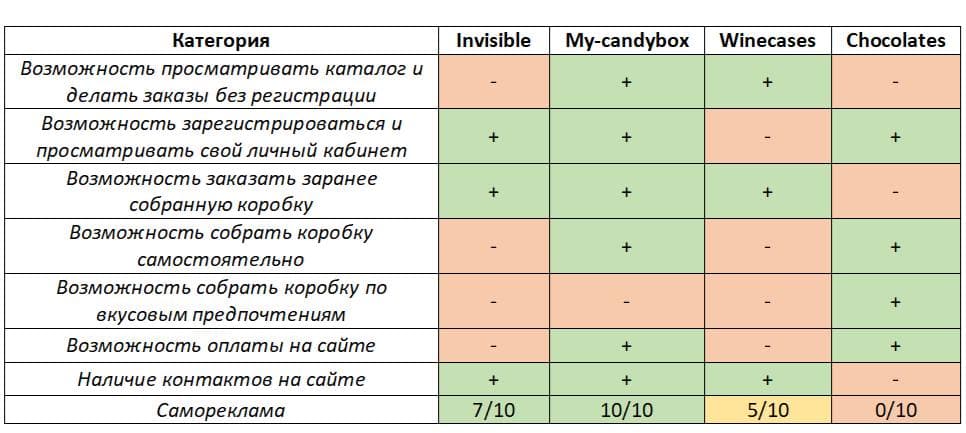 Категория Invisible My-candybox Winecases Chocolates
Возможность просматривать каталог и
делать заказы без регистрации - + + -
Возможность зарегистрироваться и
просматривать свой личный кабинет + + - +
Возможность заказать заранее
собранную коробку + + + -
Возможность собрать коробку
самостоятельно - + - +
Возможность собрать коробку по
вкусовым предпочтениям - - - +
Возможность оплаты на сайте - + - +
Наличие контактов на сайте + + + -
Самореклама 7/10 10/10 5/10 0/10